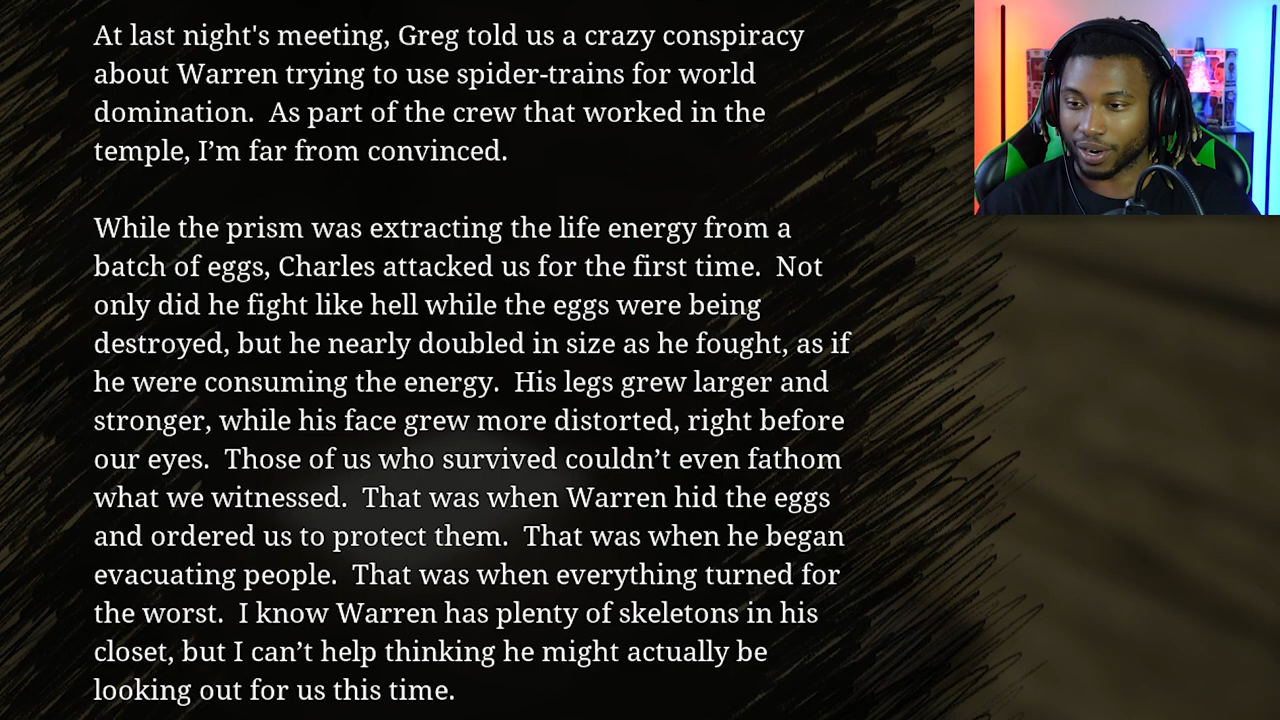 At last night's meeting, Greg told us a crazy conspiracy
about Warren trying to use spider-trains for world
domination.  As part of the crew that worked in the
temple, I’m far from convinced.
While the prism was extracting the life energy from a
batch of eggs, Charles attacked us for the first time.  Not
only did he fight like hell while the eggs were being
destroyed, but he nearly doubled in size as he fought, as if
he were consuming the energy.  His legs grew larger and
stronger, while his face grew more distorted, right before
our eyes.  Those of us who survived couldn’t even fathom
what we witnessed.  That was when Warren hid the eggs
and ordered us to protect them.  That was when he began
evacuating people.  That was when everything turned for
the worst.  I know Warren has plenty of skeletons in his
closet, but I can’t help thinking he might actually be
looking out for us this time.